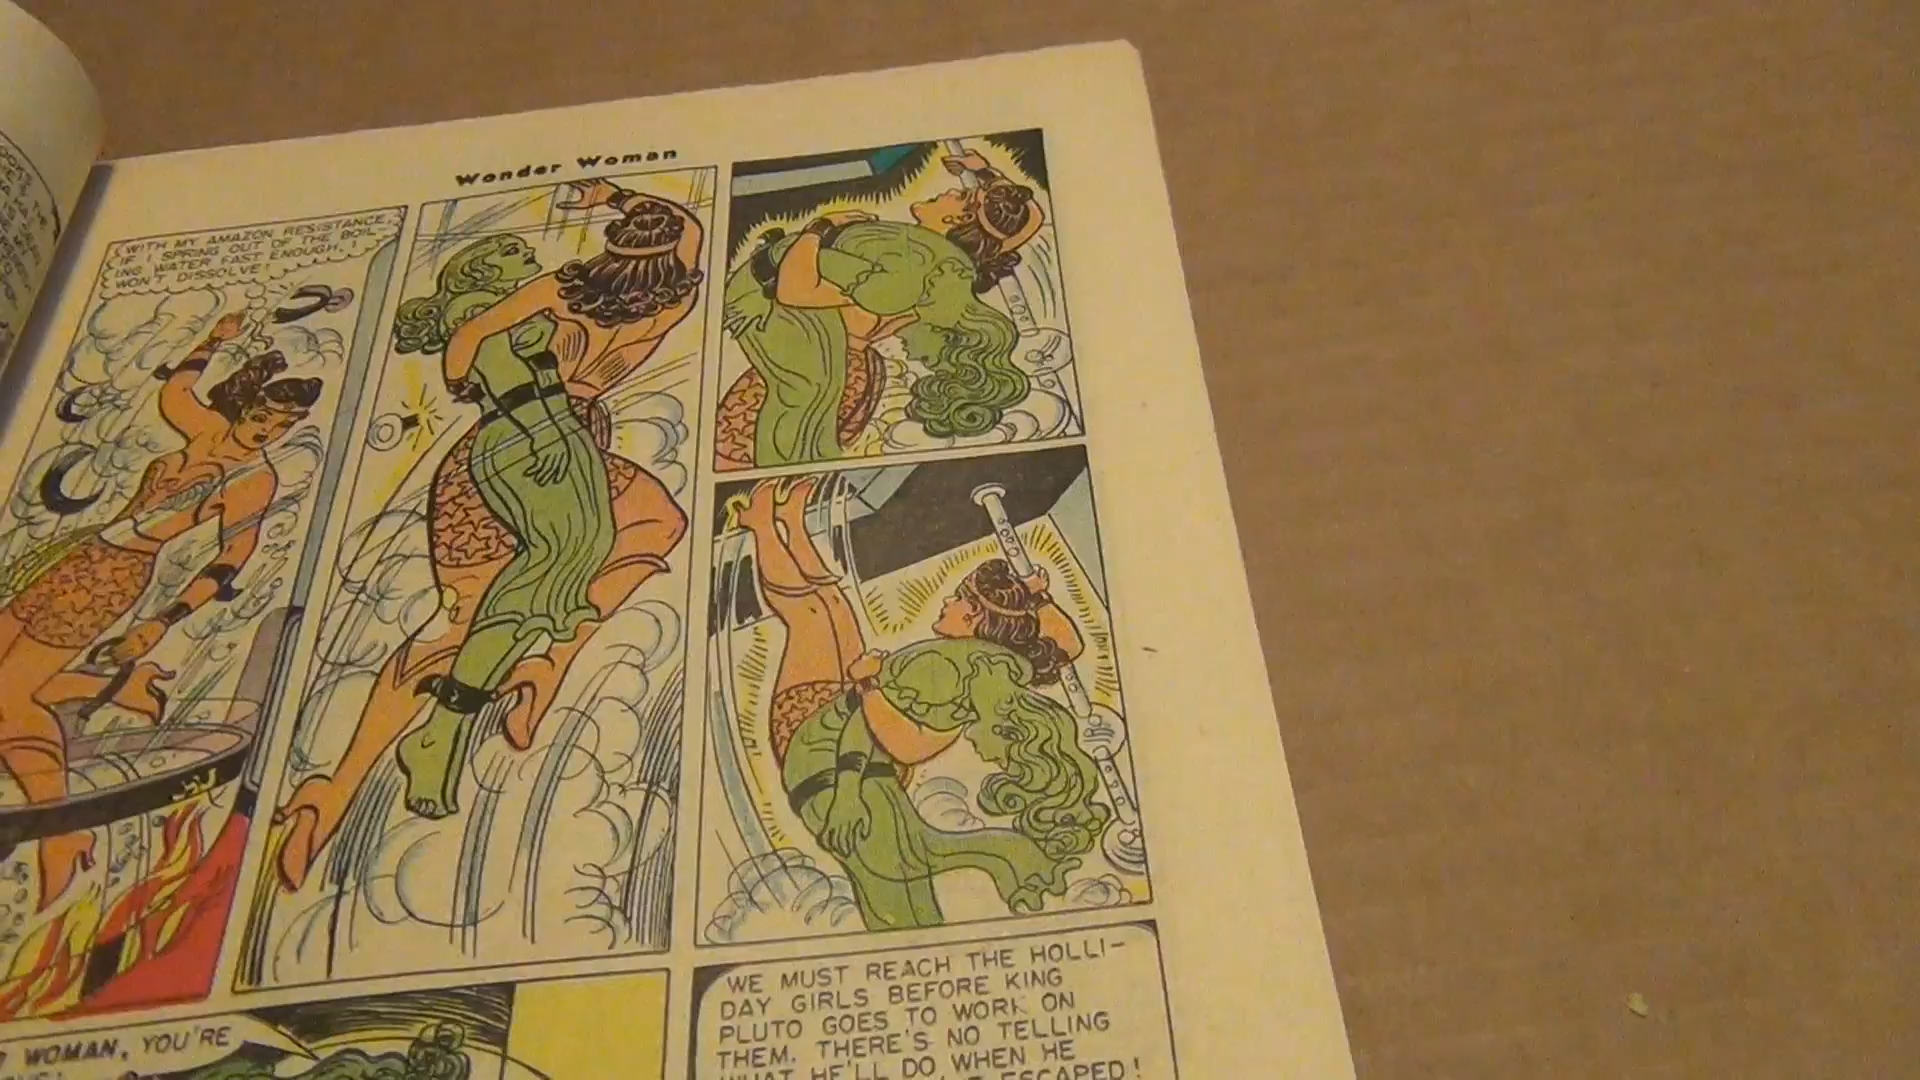 Wonder Woman
(WITH MY AMAZON RESISTANCE,
IF I SPRING OUT OF THE BOIL-
ING WATER FAST ENOUGH, I
WON'T DISSOLVE!
WOMAN, YOU'RE
WE MUST REACH THE HOLLI-
DAY GIRLS BEFORE KING
PLUTO GOES TO WORK ON
THEM. THERE'S NO TELLING
WHAT HE'LL DO WHEN HE
ESCAPED!